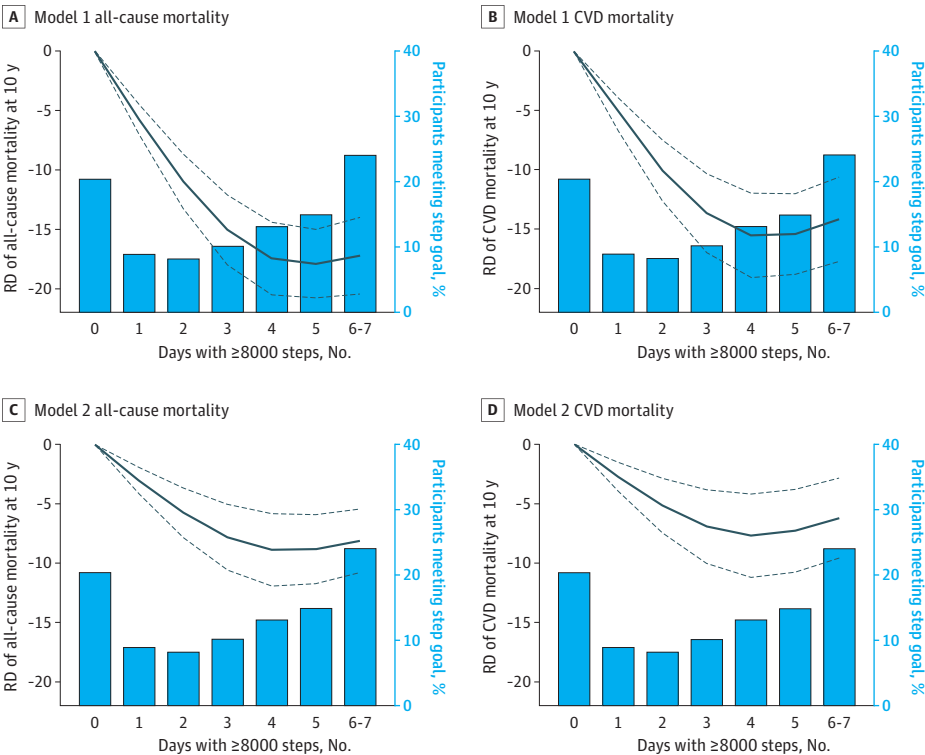 A Model 1 all-cause mortality
RD of all-cause mortality at 10 y
0
-5
-10
-15
-20
40
30
20
10
0
Participants meeting step goal, %
0 1 2 3 4 5 6-7
Days with ≥8000 steps, No.
B Model 1 CVD mortality
RD of CVD mortality at 10 y
0
-5
-10
-15
-20
40
30
20
10
0
Participants meeting step goal, %
0 1 2 3 4 5 6-7
Days with ≥8000 steps, No.
C Model 2 all-cause mortality
RD of all-cause mortality at 10 y
0
-5
-10
-15
-20
40
30
20
10
0
Participants meeting step goal, %
0 1 2 3 4 5 6-7
Days with ≥8000 steps, No.
D Model 2 CVD mortality
RD of CVD mortality at 10 y
0
-5
-10
-15
-20
40
30
20
10
0
Participants meeting step goal, %
0 1 2 3 4 5 6-7
Days with ≥8000 steps, No.